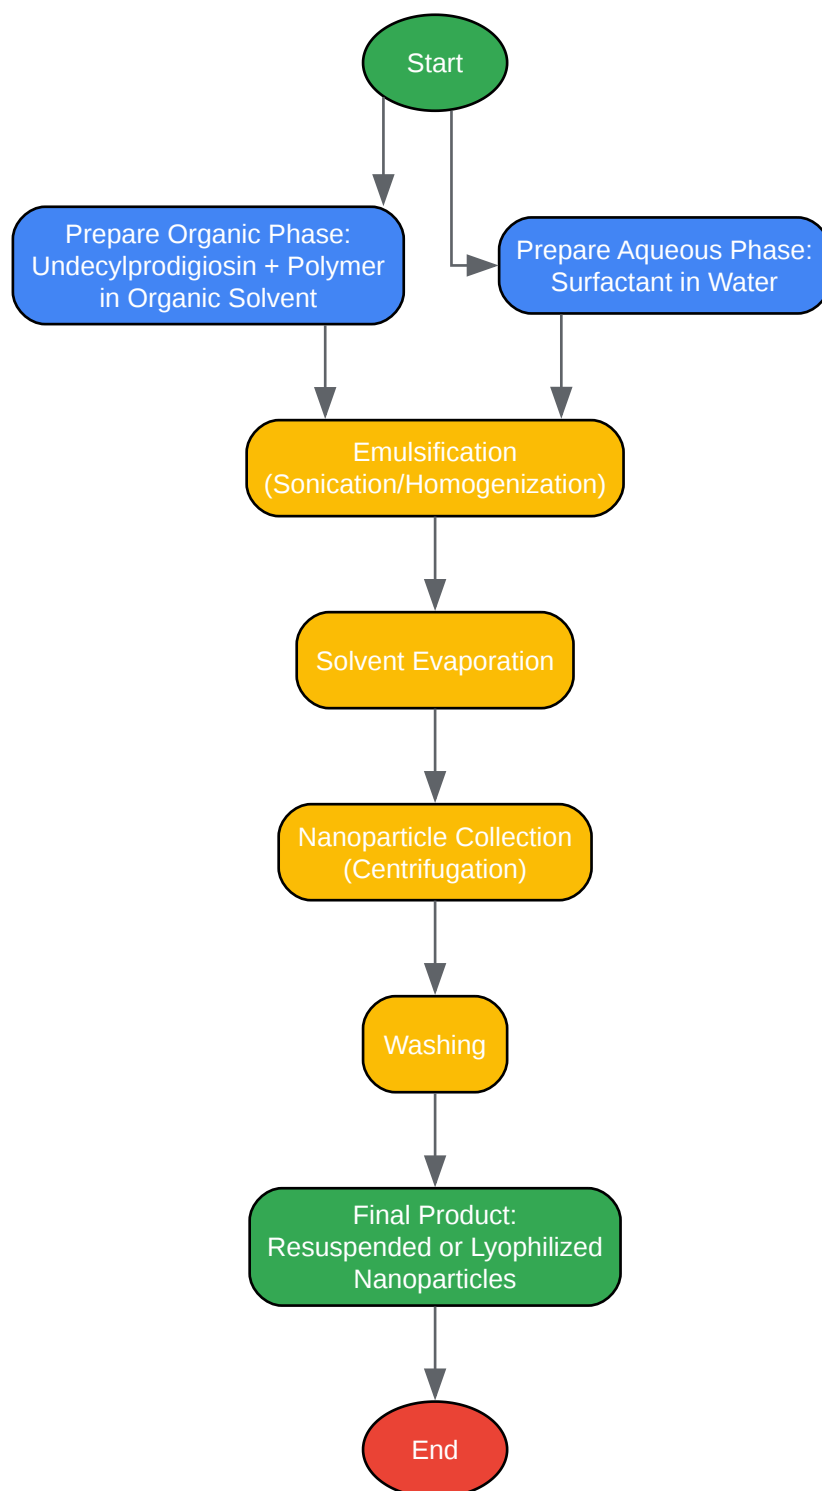 Start
Prepare Organic Phase:
Undecylprodigiosin + Polymer
in Organic Solvent
Prepare Aqueous Phase:
Surfactant in Water
Emulsification
(Sonication/Homogenization)
Solvent Evaporation
Nanoparticle Collection
(Centrifugation)
Washing
Final Product:
Resuspended or Lyophilized
Nanoparticles
End